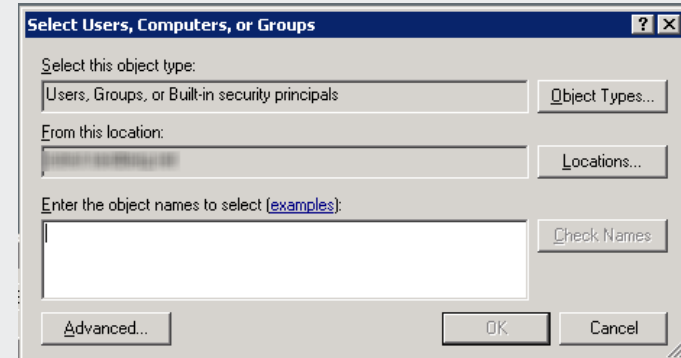 Select Users, Computers, or Groups
Select this object type:
Users, Groups, or Built-in security principals
Object Types...
From this location:
Locations...
Enter the object names to select (examples):
Check Names
Advanced...
OK
Cancel